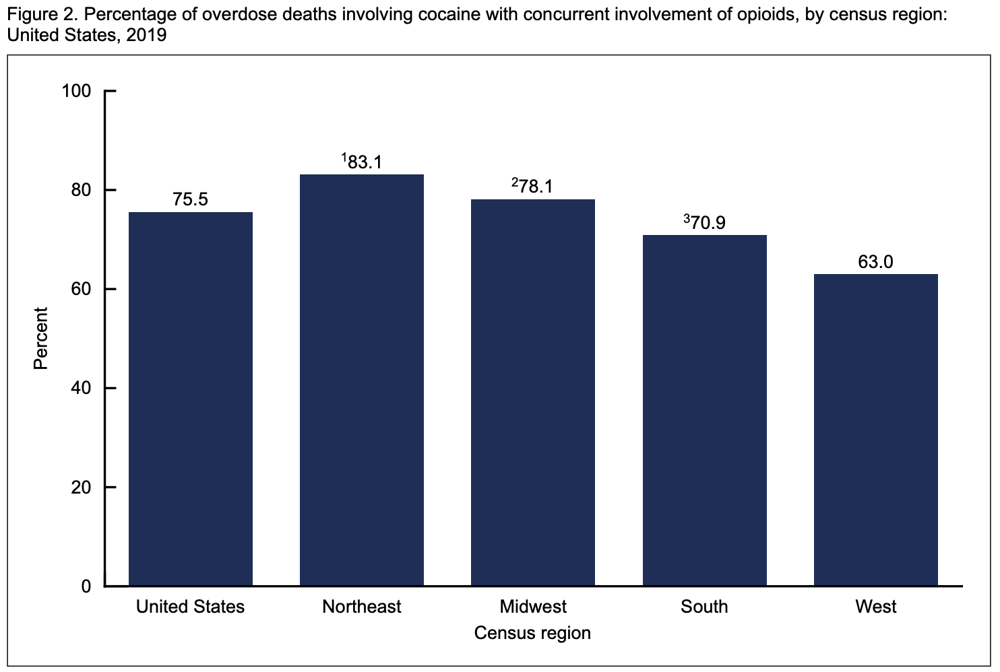 Figure 2. Percentage of overdose deaths involving cocaine with concurrent involvement of opioids, by census region:
United States, 2019
100
80
60
40
20
0
Percent
75.5
¹83.1
²78.1
³70.9
63.0
United States
Northeast
Midwest
South
West
Census region